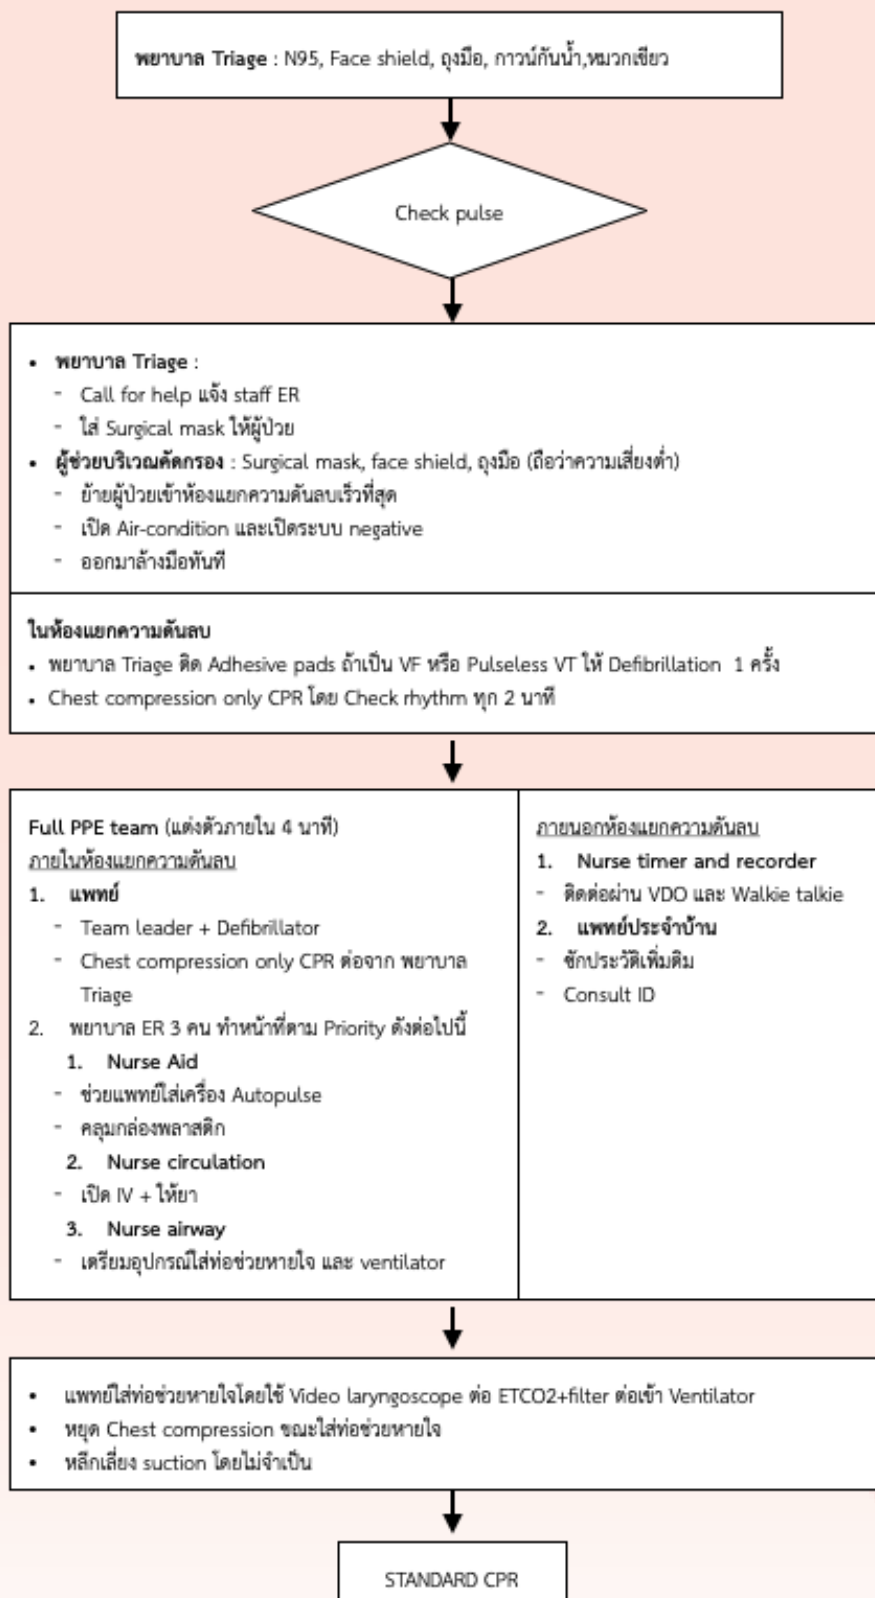 พยาบาล Triage : N95, Face shield, ถุงมือ, กาวน์กันน้ำ,หมวกเขียว
Check pulse
• พยาบาล Triage :
- Call for help แจ้ง staff ER
- ใส่ Surgical mask ให้ผู้ป่วย
• ผู้ช่วยบริเวณคัดกรอง : Surgical mask, face shield, ถุงมือ (ถือว่าความเสี่ยงต่ำ)
- ย้ายผู้ป่วยเข้าห้องแยกความดันลบเร็วที่สุด
- เปิด Air-condition และเปิดระบบ negative
- ออกมาล้างมือทันที
ในห้องแยกความดันลบ
• พยาบาล Triage ติด Adhesive pads ถ้าเป็น VF หรือ Pulseless VT ให้ Defibrillation 1 ครั้ง
• Chest compression only CPR โดย Check rhythm ทุก 2 นาที
Full PPE team (แต่งตัวภายใน 4 นาที)
ภายในห้องแยกความดันลบ
1. แพทย์
- Team leader + Defibrillator
- Chest compression only CPR ต่อจาก พยาบาล
Triage
2. พยาบาล ER 3 คน ทำหน้าที่ตาม Priority ดังต่อไปนี้
1. Nurse Aid
- ช่วยแพทย์ใส่เครื่อง Autopulse
- คลุมกล่องพลาสติก
2. Nurse circulation
- เปิด IV + ให้ยา
3. Nurse airway
- เตรียมอุปกรณ์ใส่ท่อช่วยหายใจ และ ventilator
ภายนอกห้องแยกความดันลบ
1. Nurse timer and recorder
- ติดต่อผ่าน VDO และ Walkie talkie
2. แพทย์ประจำบ้าน
- ซักประวัติเพิ่มติม
- Consult ID
• แพทย์ใส่ท่อช่วยหายใจโดยใช้ Video laryngoscope ต่อ ETCO2+filter ต่อเข้า Ventilator
• หยุด Chest compression ขณะใส่ท่อช่วยหายใจ
• หลีกเลี่ยง suction โดยไม่จำเป็น
STANDARD CPR